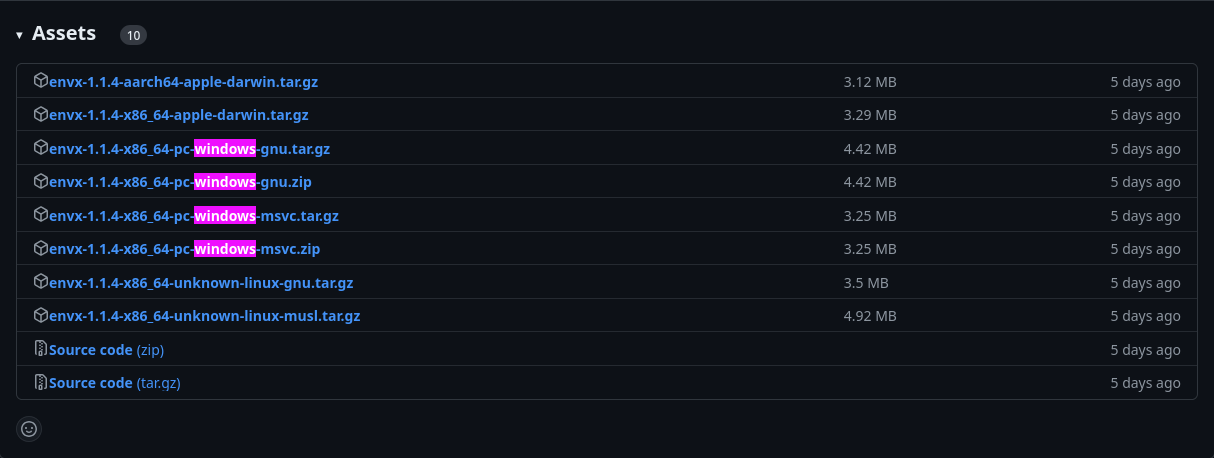 Assets 10
envx-1.1.4-aarch64-apple-darwin.tar.gz 3.12 MB 5 days ago
envx-1.1.4-x86_64-apple-darwin.tar.gz 3.29 MB 5 days ago
envx-1.1.4-x86_64-pc-windows-gnu.tar.gz 4.42 MB 5 days ago
envx-1.1.4-x86_64-pc-windows-gnu.zip 4.42 MB 5 days ago
envx-1.1.4-x86_64-pc-windows-msvc.tar.gz 3.25 MB 5 days ago
envx-1.1.4-x86_64-pc-windows-msvc.zip 3.25 MB 5 days ago
envx-1.1.4-x86_64-unknown-linux-gnu.tar.gz 3.5 MB 5 days ago
envx-1.1.4-x86_64-unknown-linux-musl.tar.gz 4.92 MB 5 days ago
Source code (zip) 5 days ago
Source code (tar.gz) 5 days ago